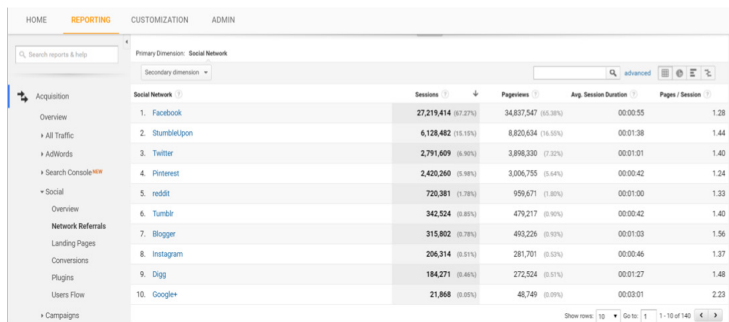 HOME REPORTING CUSTOMIZATION ADMIN
Search reports & help
Acquisition
Overview
All Traffic
AdWords
Search Console NEW
Social
Overview
Network Referrals
Landing Pages
Conversions
Plugins
Users Flow
Campaigns
Primary Dimension: Social Network
Secondary dimension
advanced
Social Network ? Sessions ? Pageviews ? Avg. Session Duration ? Pages / Session ?
1. Facebook 27,219,414 (67.27%) 34,837,547 (65.38%) 00:00:55 1.28
2. StumbleUpon 6,128,482 (15.15%) 8,820,634 (16.55%) 00:01:38 1.44
3. Twitter 2,791,609 (6.90%) 3,898,330 (7.32%) 00:01:01 1.40
4. Pinterest 2,420,260 (5.98%) 3,006,755 (5.64%) 00:00:42 1.24
5. reddit 720,381 (1.78%) 959,671 (1.80%) 00:01:00 1.33
6. Tumblr 342,524 (0.85%) 479,217 (0.90%) 00:00:42 1.40
7. Blogger 315,802 (0.78%) 493,226 (0.93%) 00:01:03 1.56
8. Instagram 206,314 (0.51%) 281,701 (0.53%) 00:00:46 1.37
9. Digg 184,271 (0.46%) 272,524 (0.51%) 00:01:27 1.48
10. Google+ 21,868 (0.05%) 48,749 (0.09%) 00:03:01 2.23
Show rows: 10 Go to: 1 1 - 10 of 140